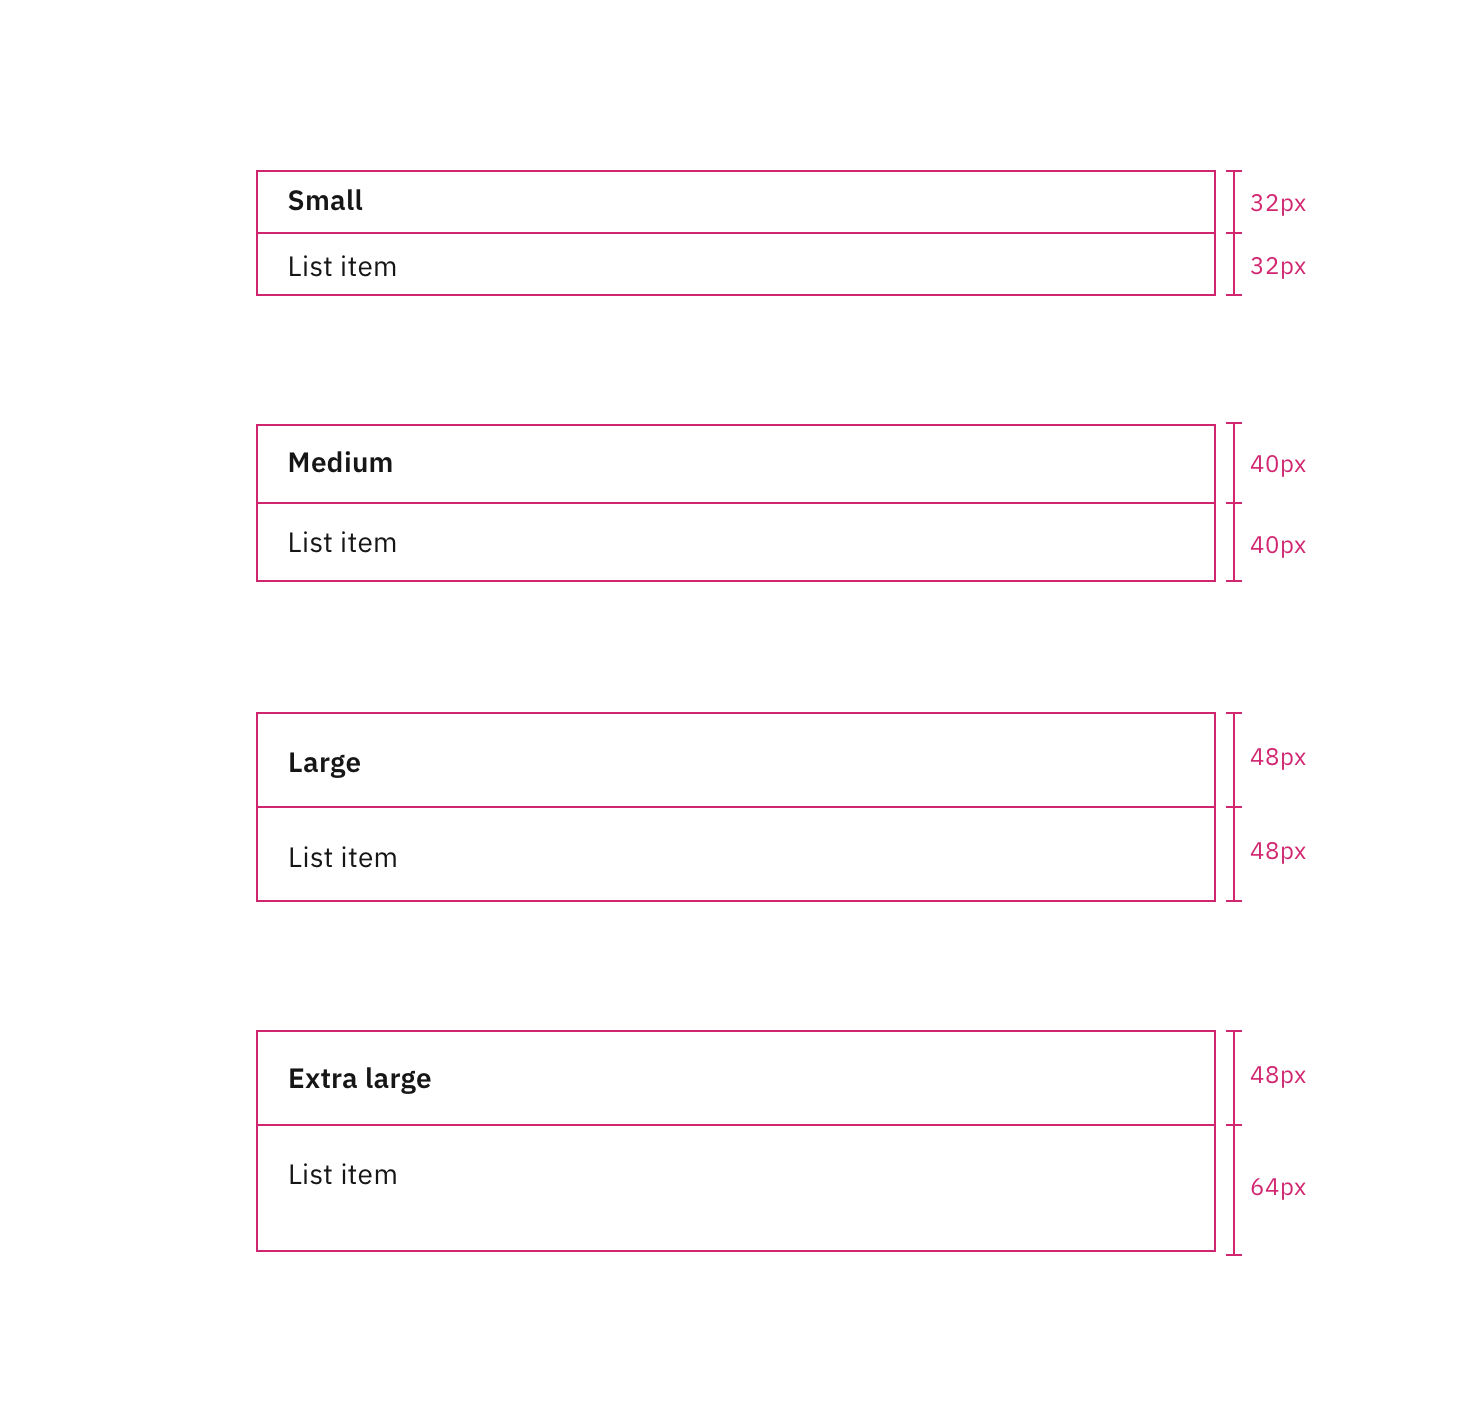 Small 32px
List item 32px
Medium 40px
List item 40px
Large 48px
List item 48px
Extra large 48px
List item 64px